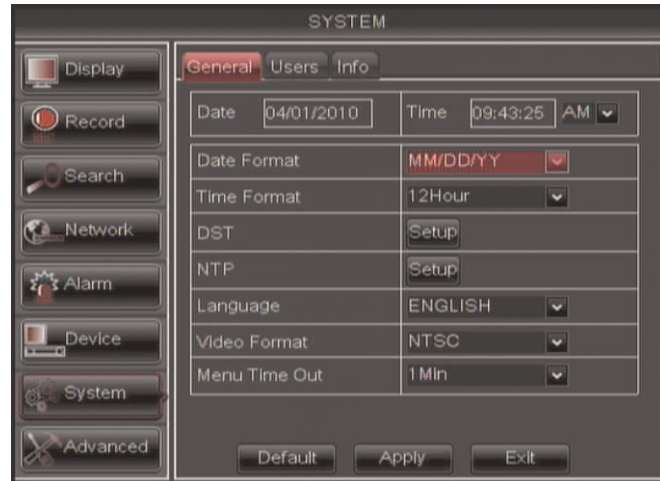 SYSTEM
Display
Record
Search
Network
Alarm
Device
System
Advanced
General Users Info
Date 04/01/2010 Time 09:43:25 AM
Date Format MM/DD/YY
Time Format 12Hour
DST Setup
NTP Setup
Language ENGLISH
Video Format NTSC
Menu Time Out 1Min
Default Apply Exit